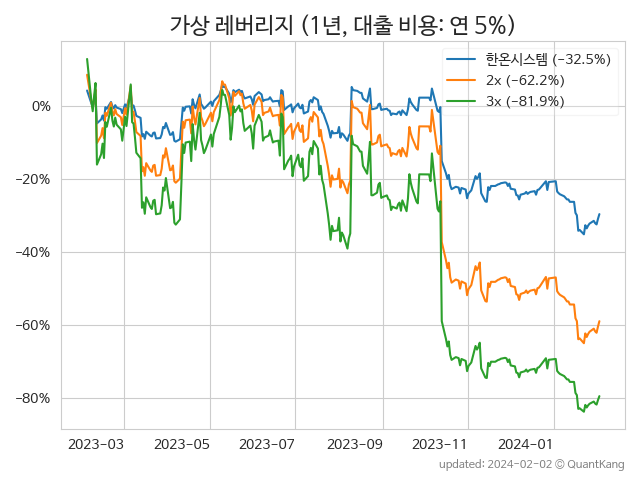 가상 레버리지 (1년, 대출 비용: 연 5%)
한온시스템 (−32.5%)
2x (−62.2%)
3x (−81.9%)
0%
−20%
−40%
−60%
−80%
2023-03 2023-05 2023-07 2023-09 2023-11 2024-01
updated: 2024-02-02 © QuantKang